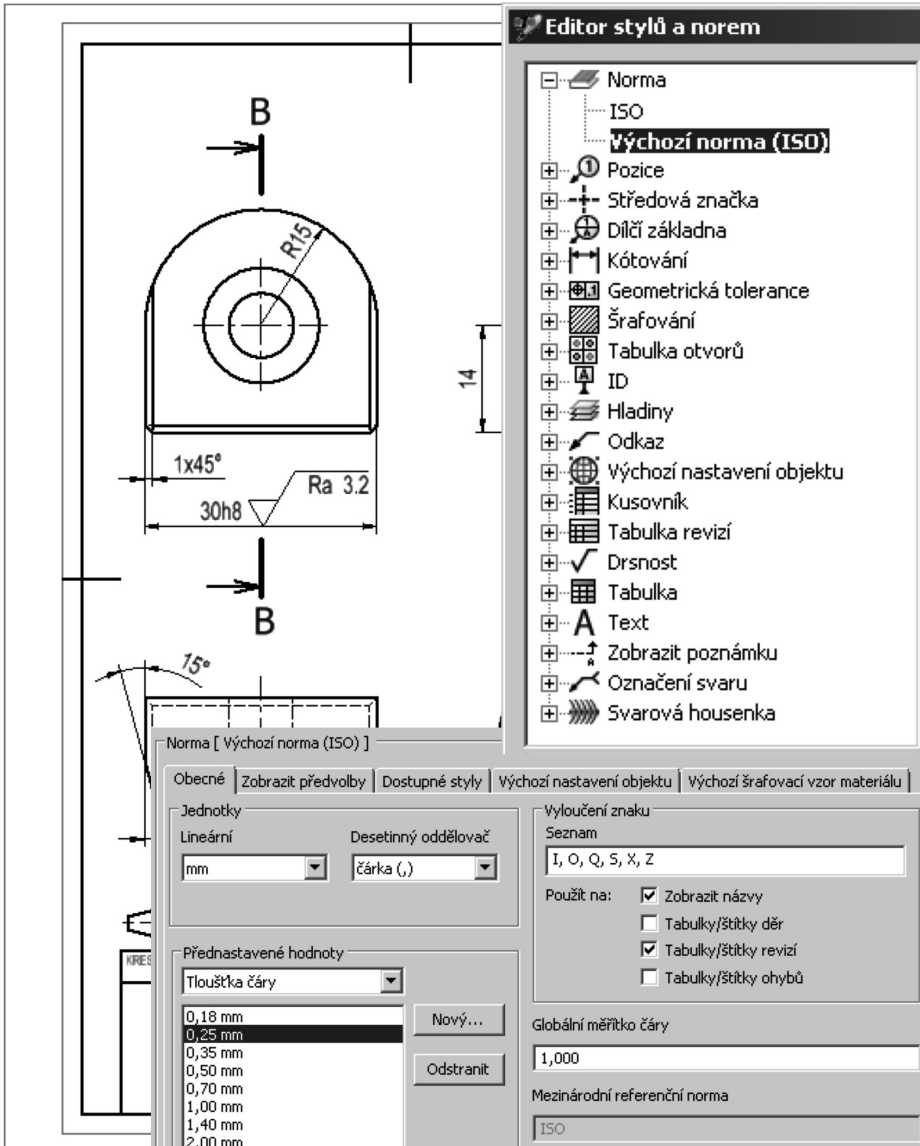 Editor stylů a norem
Norma
ISO
Výchozí norma (ISO)
Pozice
Středová značka
Dílčí základna
Kótování
Geometrická tolerance
Šrafování
Tabulka otvorů
ID
Hladiny
Odkaz
Výchozí nastavení objektu
Kusovník
Tabulka revizí
Drsnost
Tabulka
Text
Zobrazit poznámku
Označení svaru
Svarová housenka
B
R15
14
1x45°
Ra 3.2
30h8
B
15°
KRES
Norma [ Výchozí norma (ISO) ]
Obecné Zobrazit předvolby Dostupné styly Výchozí nastavení objektu Výchozí šrafovací vzor materiálu
Jednotky
Lineární Desetinný oddělovač
mm čárka (,)
Přednastavené hodnoty
Tloušťka čáry
0,18 mm
0,25 mm
0,35 mm
0,50 mm
0,70 mm
1,00 mm
1,40 mm
2,00 mm
Nový...
Odstranit
Vyloučení znaku
Seznam
I, O, Q, S, X, Z
Použít na: Zobrazit názvy
Tabulky/štítky děr
Tabulky/štítky revizí
Tabulky/štítky ohybů
Globální měřítko čáry
1,000
Mezinárodní referenční norma
ISO